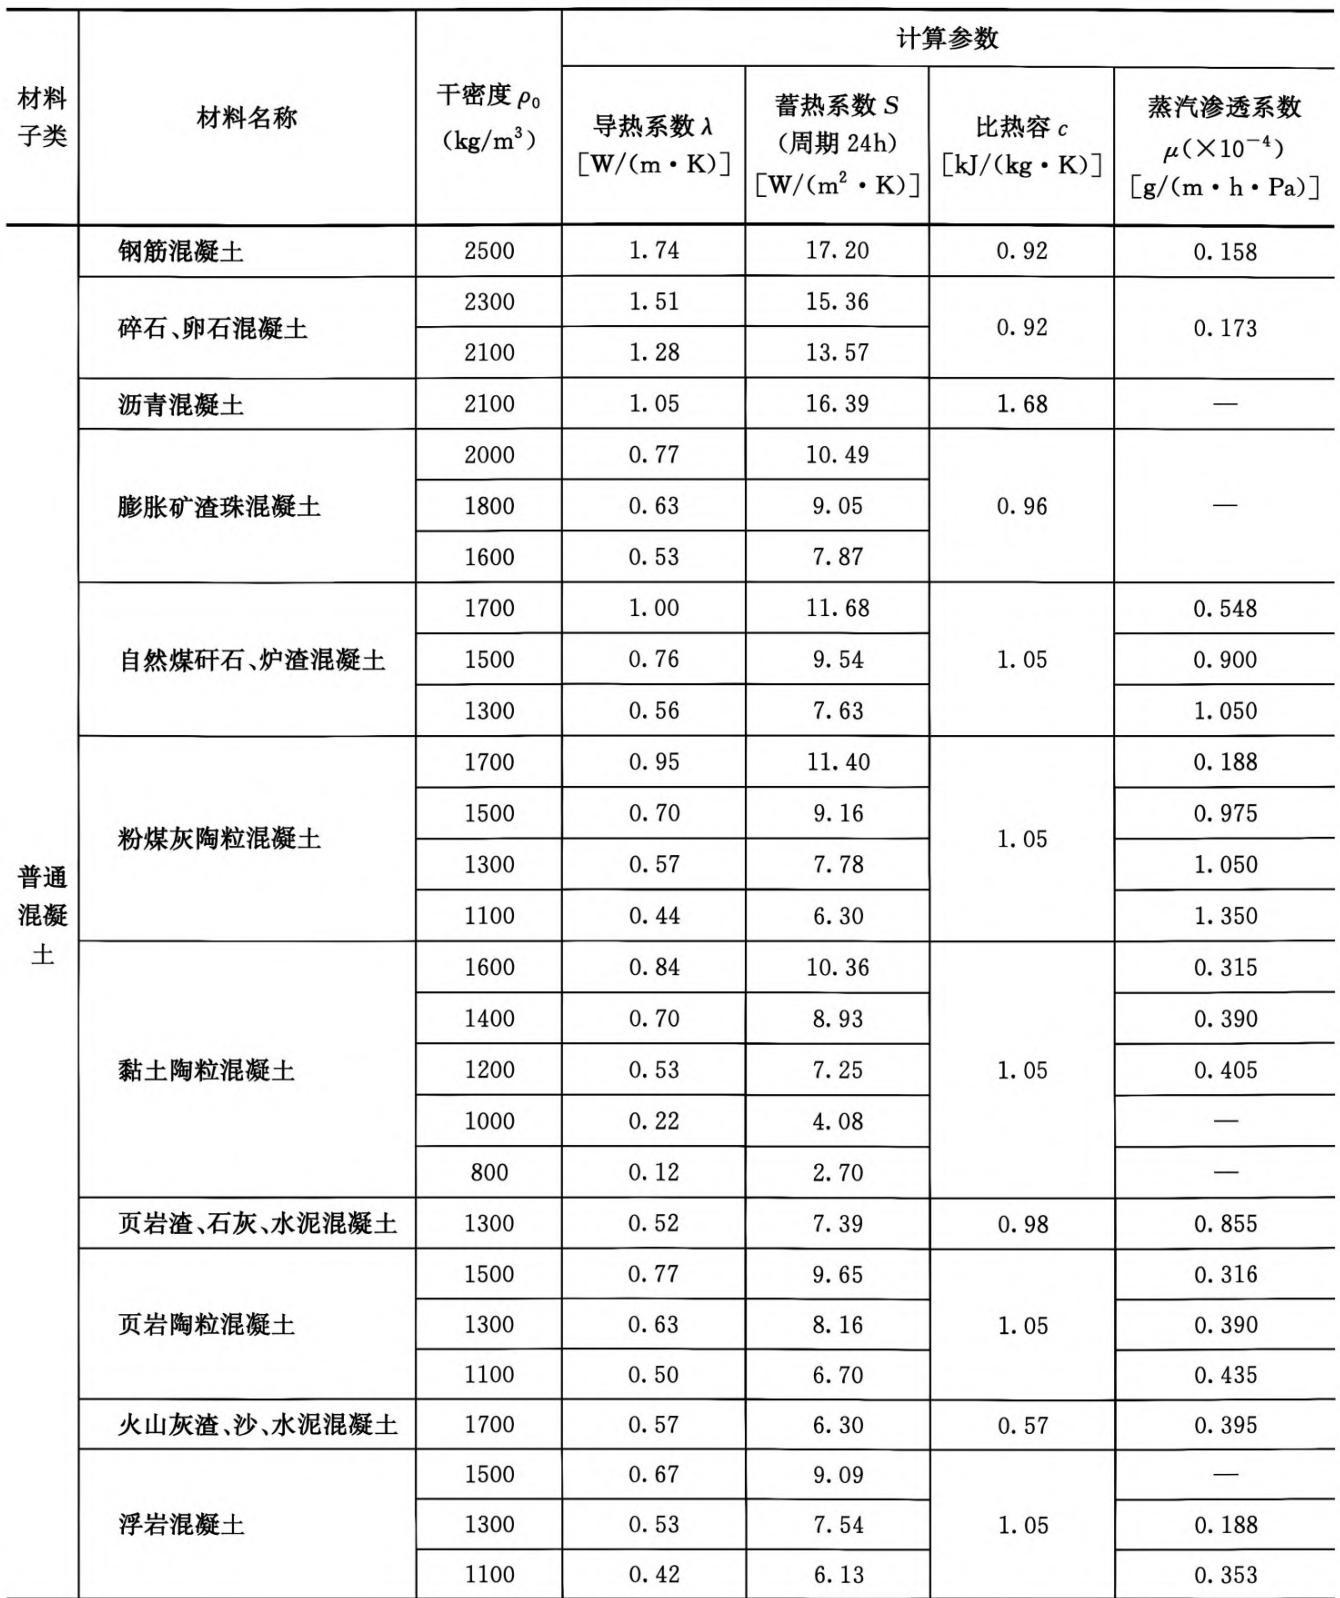 材料子类 材料名称 干密度 ρ₀ (kg/m³) 计算参数
导热系数 λ [W/(m·K)] 蓄热系数 S (周期 24h) [W/(m²·K)] 比热容 c [kJ/(kg·K)] 蒸汽渗透系数 μ(×10⁻⁴) [g/(m·h·Pa)]
普通混凝土
钢筋混凝土 2500 1.74 17.20 0.92 0.158
碎石、卵石混凝土 2300 1.51 15.36 0.92 0.173
2100 1.28 13.57
沥青混凝土 2100 1.05 16.39 1.68 —
膨胀矿渣珠混凝土 2000 0.77 10.49 0.96 —
1800 0.63 9.05
1600 0.53 7.87
自然煤矸石、炉渣混凝土 1700 1.00 11.68 1.05 0.548
1500 0.76 9.54 0.900
1300 0.56 7.63 1.050
粉煤灰陶粒混凝土 1700 0.95 11.40 1.05 0.188
1500 0.70 9.16 0.975
1300 0.57 7.78 1.050
1100 0.44 6.30 1.350
黏土陶粒混凝土 1600 0.84 10.36 1.05 0.315
1400 0.70 8.93 0.390
1200 0.53 7.25 0.405
1000 0.22 4.08 —
800 0.12 2.70 —
页岩渣、石灰、水泥混凝土 1300 0.52 7.39 0.98 0.855
页岩陶粒混凝土 1500 0.77 9.65 1.05 0.316
1300 0.63 8.16 0.390
1100 0.50 6.70 0.435
火山灰渣、沙、水泥混凝土 1700 0.57 6.30 0.57 0.395
浮岩混凝土 1500 0.67 9.09 1.05 —
1300 0.53 7.54 0.188
1100 0.42 6.13 0.353